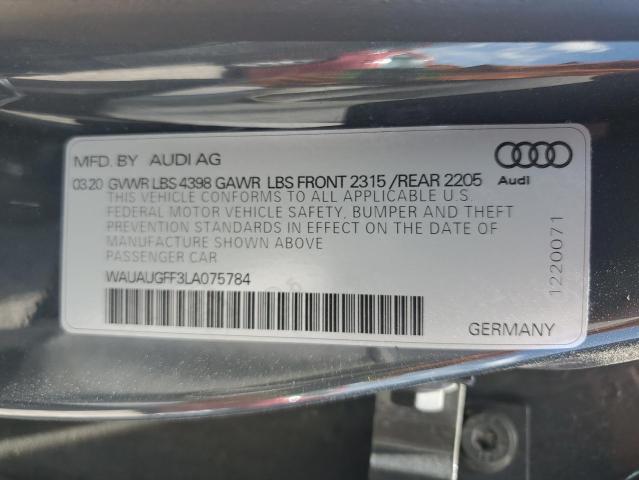 MFD. BY AUDI AG
Audi
03.20 GVWR LBS 4398 GAWR LBS FRONT 2315 /REAR 2205
THIS VEHICLE CONFORMS TO ALL APPLICABLE U.S.
FEDERAL MOTOR VEHICLE SAFETY, BUMPER AND THEFT
PREVENTION STANDARDS IN EFFECT ON THE DATE OF
MANUFACTURE SHOWN ABOVE
PASSENGER CAR
WAUAUGFF3LA075784
GERMANY
1220071